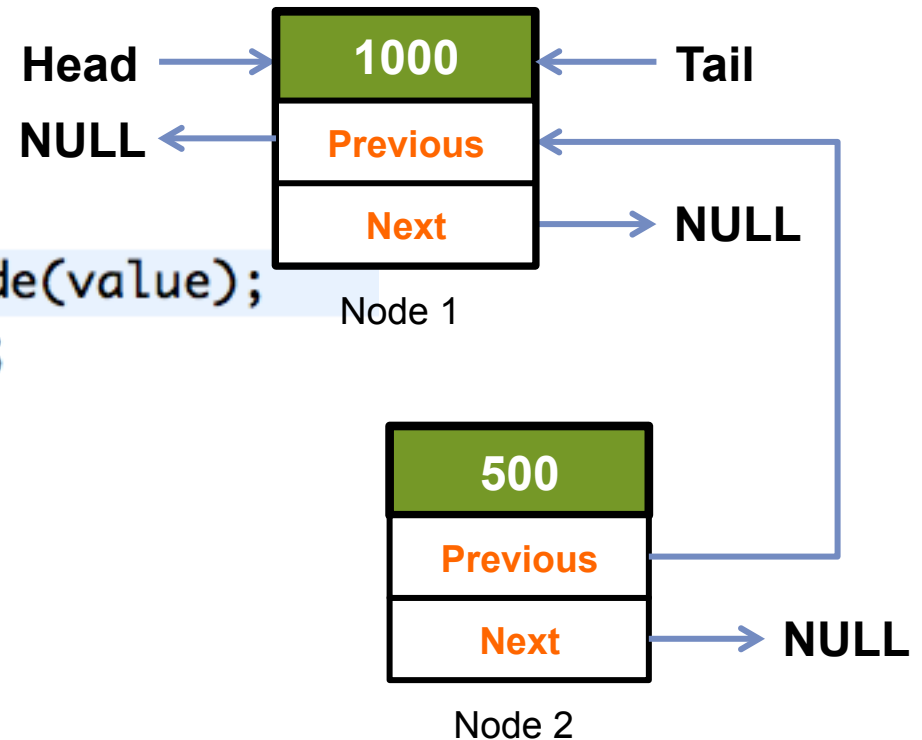 Head 1000 Tail
NULL Previous
Next NULL
de(value);
Node 1
500
Previous
Next NULL
Node 2